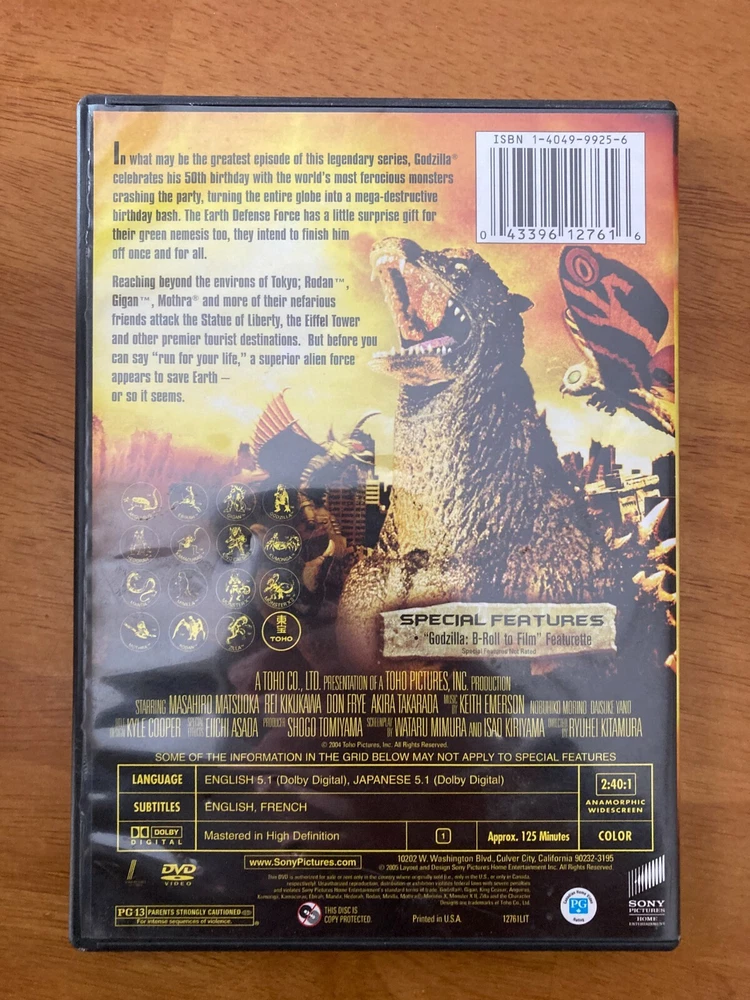 In what may be the greatest episode of this legendary series, Godzilla®
celebrates his 50th birthday with the world's most ferocious monsters
crashing the party, turning the entire globe into a mega-destructive
birthday bash. The Earth Defense Force has a little surprise gift for
their green nemesis too, they intend to finish him
off once and for all.
Reaching beyond the environs of Tokyo; Rodan™,
Gigan™, Mothra® and more of their nefarious
friends attack the Statue of Liberty, the Eiffel Tower
and other premier tourist destinations. But before you
can say “run for your life,” a superior alien force
appears to save Earth –
or so it seems.
ISBN 1-4049-9925-6
0 43396 12761 6
東宝
TOHO
SPECIAL FEATURES
• “Godzilla: B-Roll to Film” Featurette
Special Features Not Rated
A TOHO CO., LTD. PRESENTATION OF A TOHO PICTURES, INC. PRODUCTION
STARRING MASAHIRO MATSUOKA REI KIKUKAWA DON FRYE AKIRA TAKARADA MUSIC BY KEITH EMERSON NOBUHIKO MORINO DAISUKE YANO
KYLE COOPER EIICHI ASADA PRODUCER SHOGO TOMIYAMA SCREENPLAY BY WATARU MIMURA AND ISAO KIRIYAMA DIRECTED BY RYUHEI KITAMURA
© 2004 Toho Pictures, Inc. All Rights Reserved.
SOME OF THE INFORMATION IN THE GRID BELOW MAY NOT APPLY TO SPECIAL FEATURES
LANGUAGE ENGLISH 5.1 (Dolby Digital), JAPANESE 5.1 (Dolby Digital)
2:40:1
ANAMORPHIC
WIDESCREEN
SUBTITLES ENGLISH, FRENCH
DOLBY
DIGITAL
Mastered in High Definition 1 Approx. 125 Minutes COLOR
DVD
VIDEO
www.SonyPictures.com 10202 W. Washington Blvd., Culver City, California 90232-3195
© 2005 Layout and Design Sony Pictures Home Entertainment. All Rights Reserved.
PG-13 PARENTS STRONGLY CAUTIONED
For intense sequences of violence.
THIS DISC IS
COPY PROTECTED.
Printed in U.S.A. 12761LIT
PG
SONY
PICTURES
HOME
ENTERTAINMENT